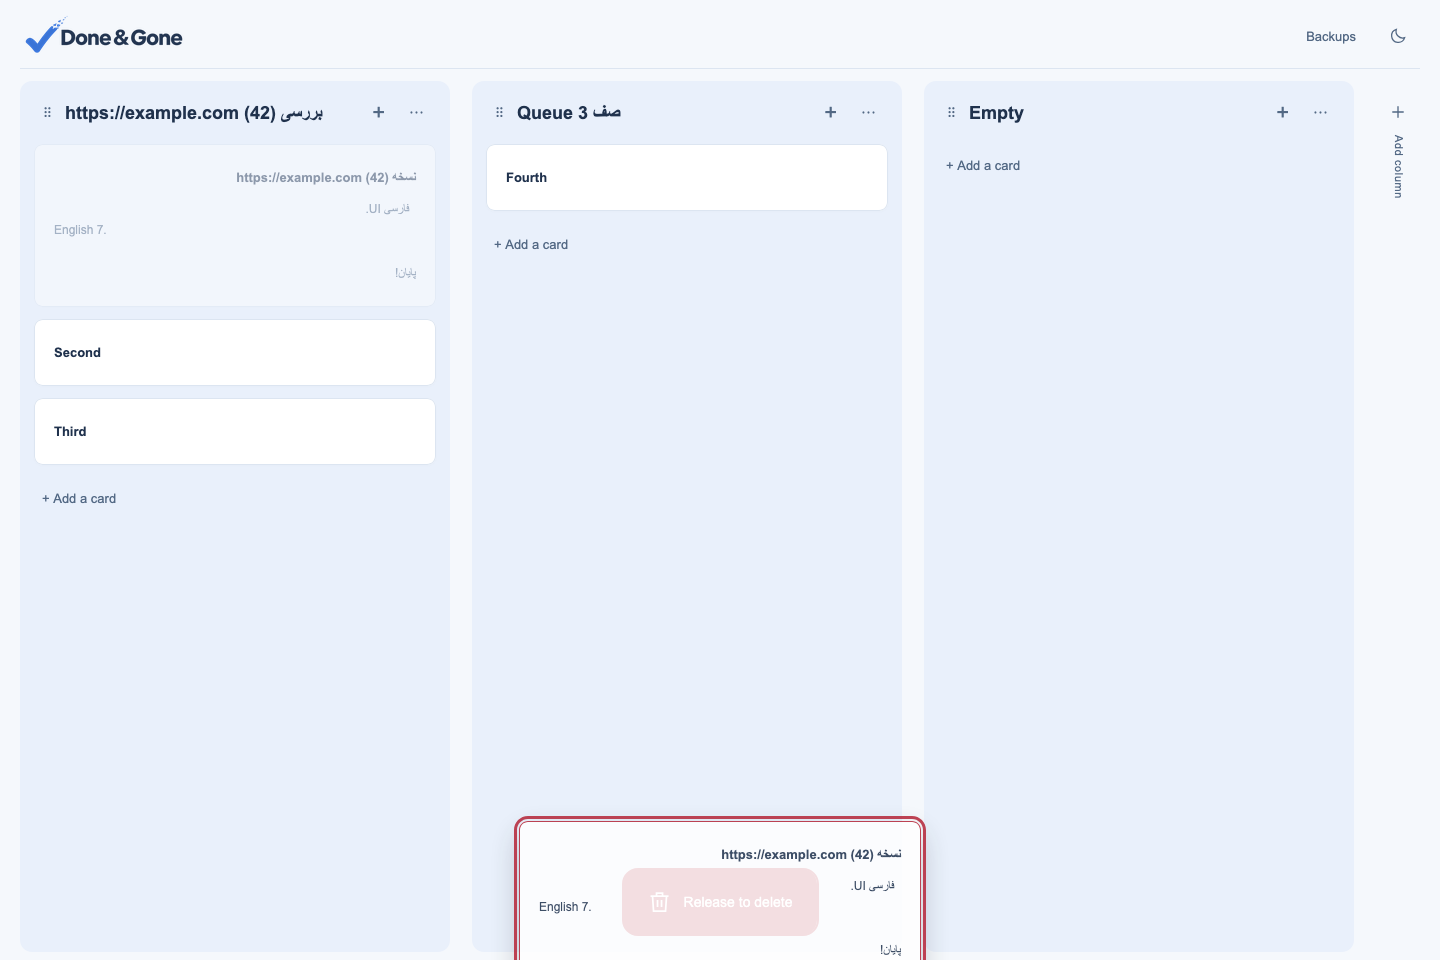 Done & Gone
Backups
https://example.com (42) بررسی
نسخه https://example.com (42)
فارسی UI.
English 7.
پایان!
Second
Third
+ Add a card
Queue 3 صف
Fourth
+ Add a card
Empty
+ Add a card
Add column
نسخه https://example.com (42)
فارسی UI.
English 7.
Release to delete
پایان!